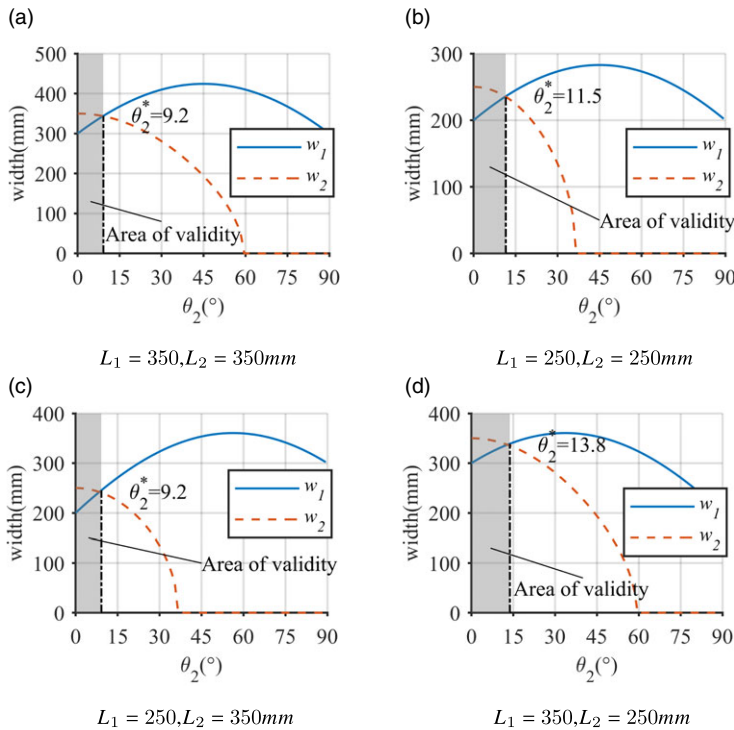 (a)
500
400
300
200
100
0
width(mm)
θ₂*=9.2
w₁
w₂
Area of validity
0 15 30 45 60 75 90
θ₂(°)
L₁ = 350,L₂ = 350mm
(b)
300
200
100
0
width(mm)
θ₂*=11.5
w₁
w₂
Area of validity
0 15 30 45 60 75 90
θ₂(°)
L₁ = 250,L₂ = 250mm
(c)
400
300
200
100
0
width(mm)
θ₂*=9.2
w₁
w₂
Area of validity
0 15 30 45 60 75 90
θ₂(°)
L₁ = 250,L₂ = 350mm
(d)
400
300
200
100
0
width(mm)
θ₂*=13.8
w₁
w₂
Area of validity
0 15 30 45 60 75 90
θ₂(°)
L₁ = 350,L₂ = 250mm